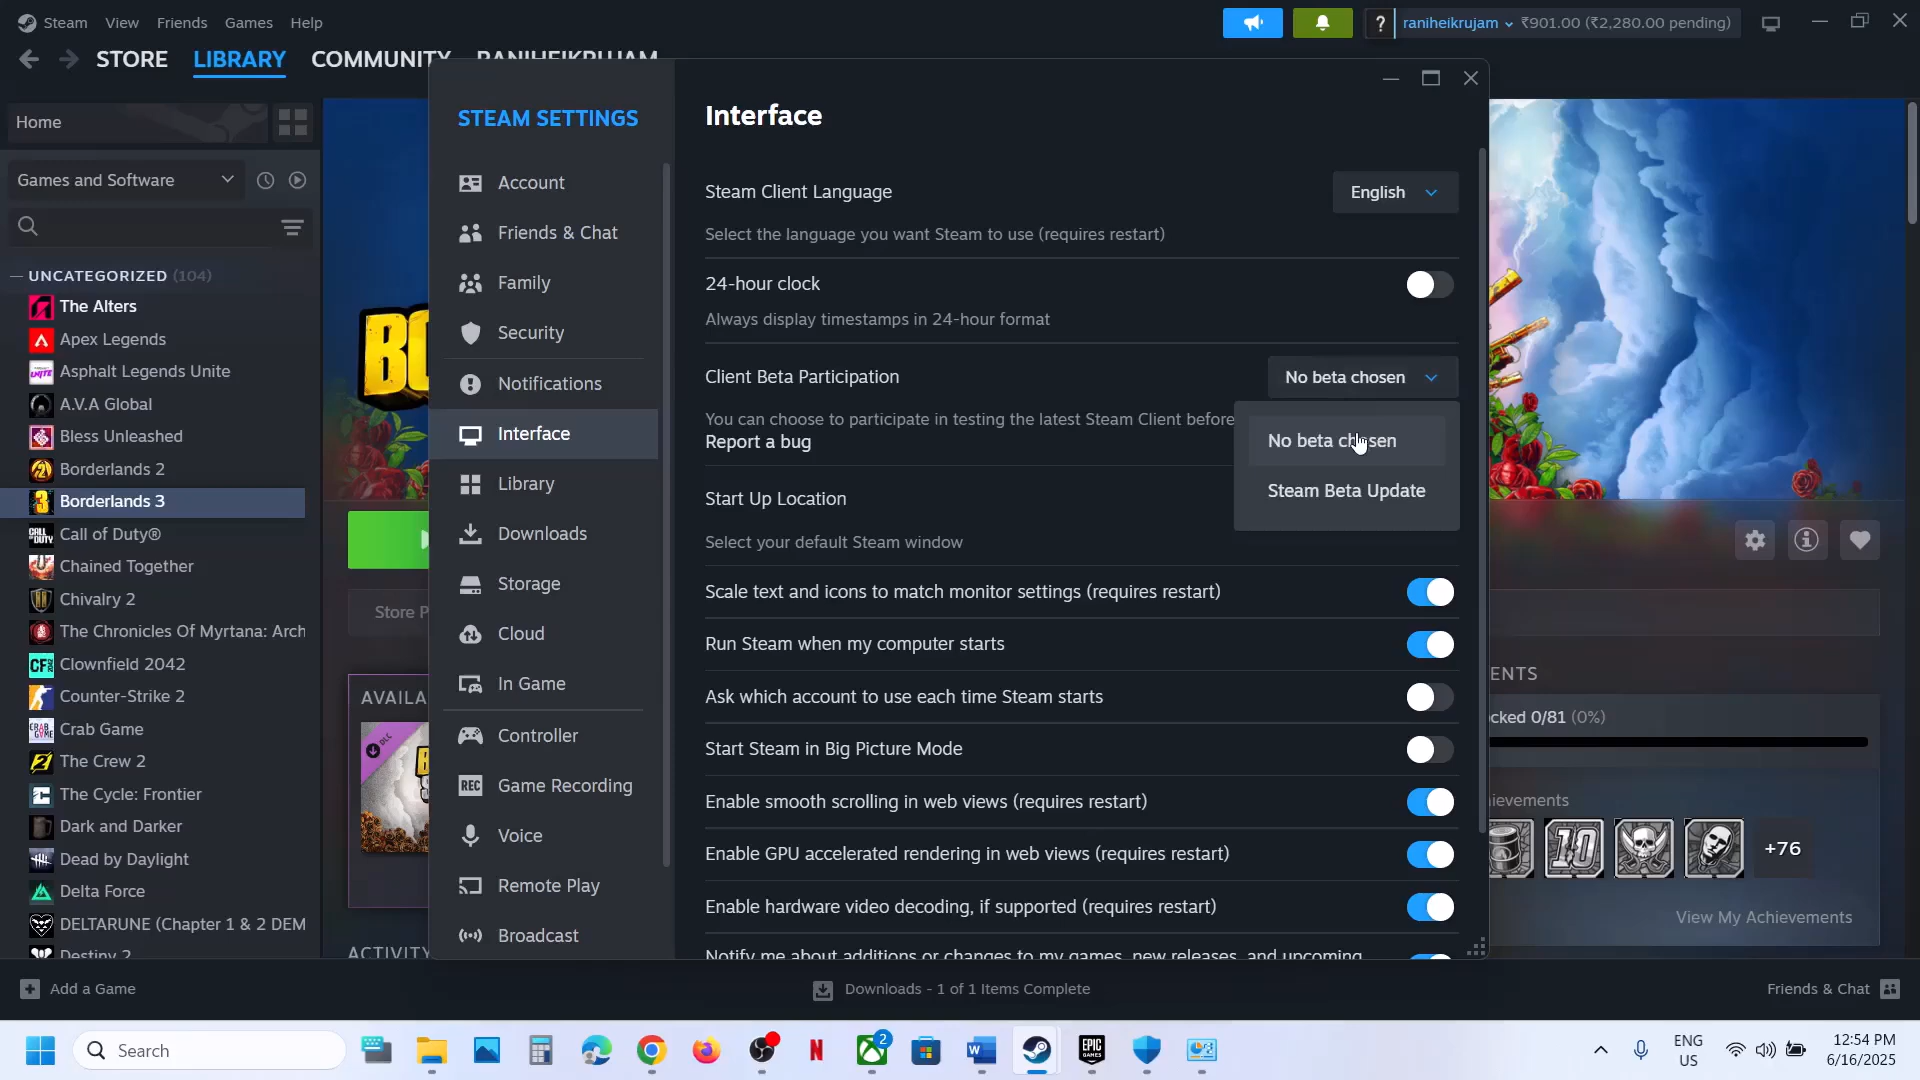 Steam View Friends Games Help
raniheikrujam ₹901.00 (₹2,280.00 pending)
STORE LIBRARY COMMUNITY RANIHEIKRUJAM
Home
Games and Software
UNCATEGORIZED (104)
The Alters
Apex Legends
Asphalt Legends Unite
A.V.A Global
Bless Unleashed
Borderlands 2
Borderlands 3
Call of Duty®
Chained Together
Chivalry 2
The Chronicles Of Myrtana: Arch
Clownfield 2042
Counter-Strike 2
Crab Game
The Crew 2
The Cycle: Frontier
Dark and Darker
Dead by Daylight
Delta Force
DELTARUNE (Chapter 1 & 2 DEM
Destiny 2
Store P
AVAILA
DLC
ACTIVITY
STEAM SETTINGS
Account
Friends & Chat
Family
Security
Notifications
Interface
Library
Downloads
Storage
Cloud
In Game
Controller
REC Game Recording
Voice
Remote Play
Broadcast
Interface
Steam Client Language English
Select the language you want Steam to use (requires restart)
24-hour clock
Always display timestamps in 24-hour format
Client Beta Participation No beta chosen
You can choose to participate in testing the latest Steam Client before
Report a bug
No beta chosen
Steam Beta Update
Start Up Location
Select your default Steam window
Scale text and icons to match monitor settings (requires restart)
Run Steam when my computer starts
Ask which account to use each time Steam starts
Start Steam in Big Picture Mode
Enable smooth scrolling in web views (requires restart)
Enable GPU accelerated rendering in web views (requires restart)
Enable hardware video decoding, if supported (requires restart)
Notify me about additions or changes to my games, new releases, and upcoming
ENTS
cked 0/81 (0%)
ievements
10
+76
View My Achievements
Add a Game
Downloads - 1 of 1 Items Complete
Friends & Chat
Search
2
ENG
US
12:54 PM
6/16/2025